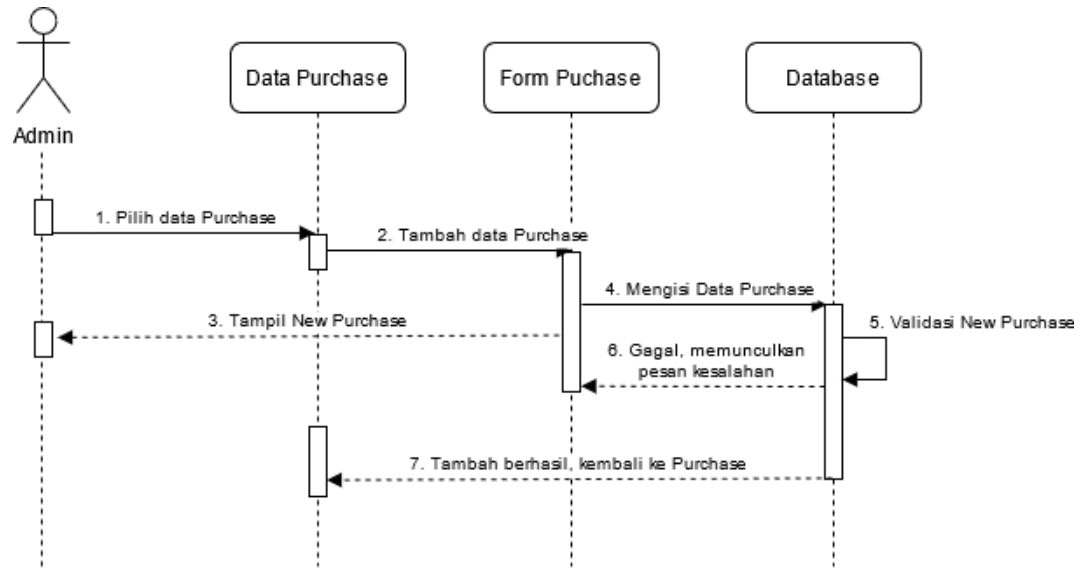 Data Purchase
Form Puchase
Database
Admin
1. Pilih data Purchase
2. Tambah data Purchase
4. Mengisi Data Purchase
3. Tampil New Purchase
5. Validasi New Purchase
6. Gagal, memunculkan
pesan kesalahan
7. Tambah berhasil, kembali ke Purchase